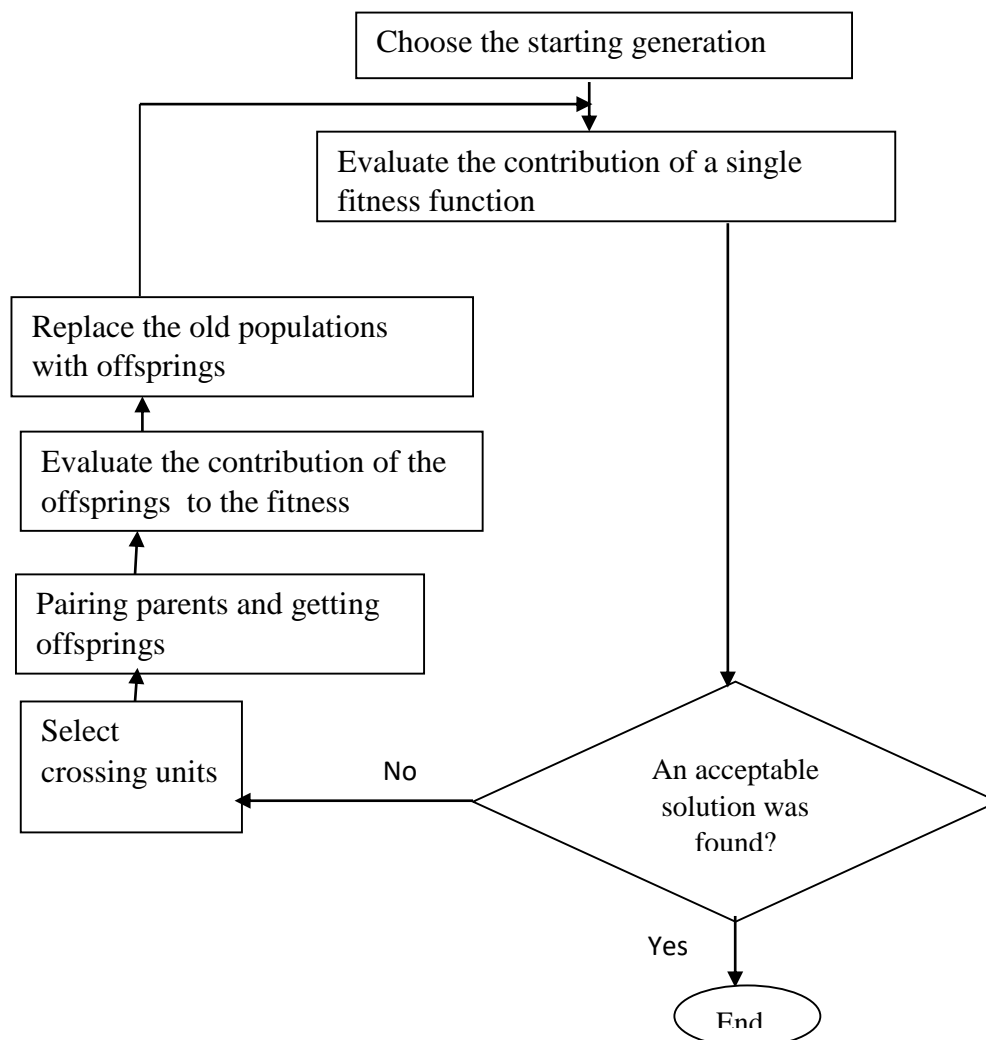 Choose the starting generation
Evaluate the contribution of a single
fitness function
Replace the old populations
with offsprings
Evaluate the contribution of the
offsprings to the fitness
Pairing parents and getting
offsprings
Select
crossing units
No
An acceptable
solution was
found?
Yes
End